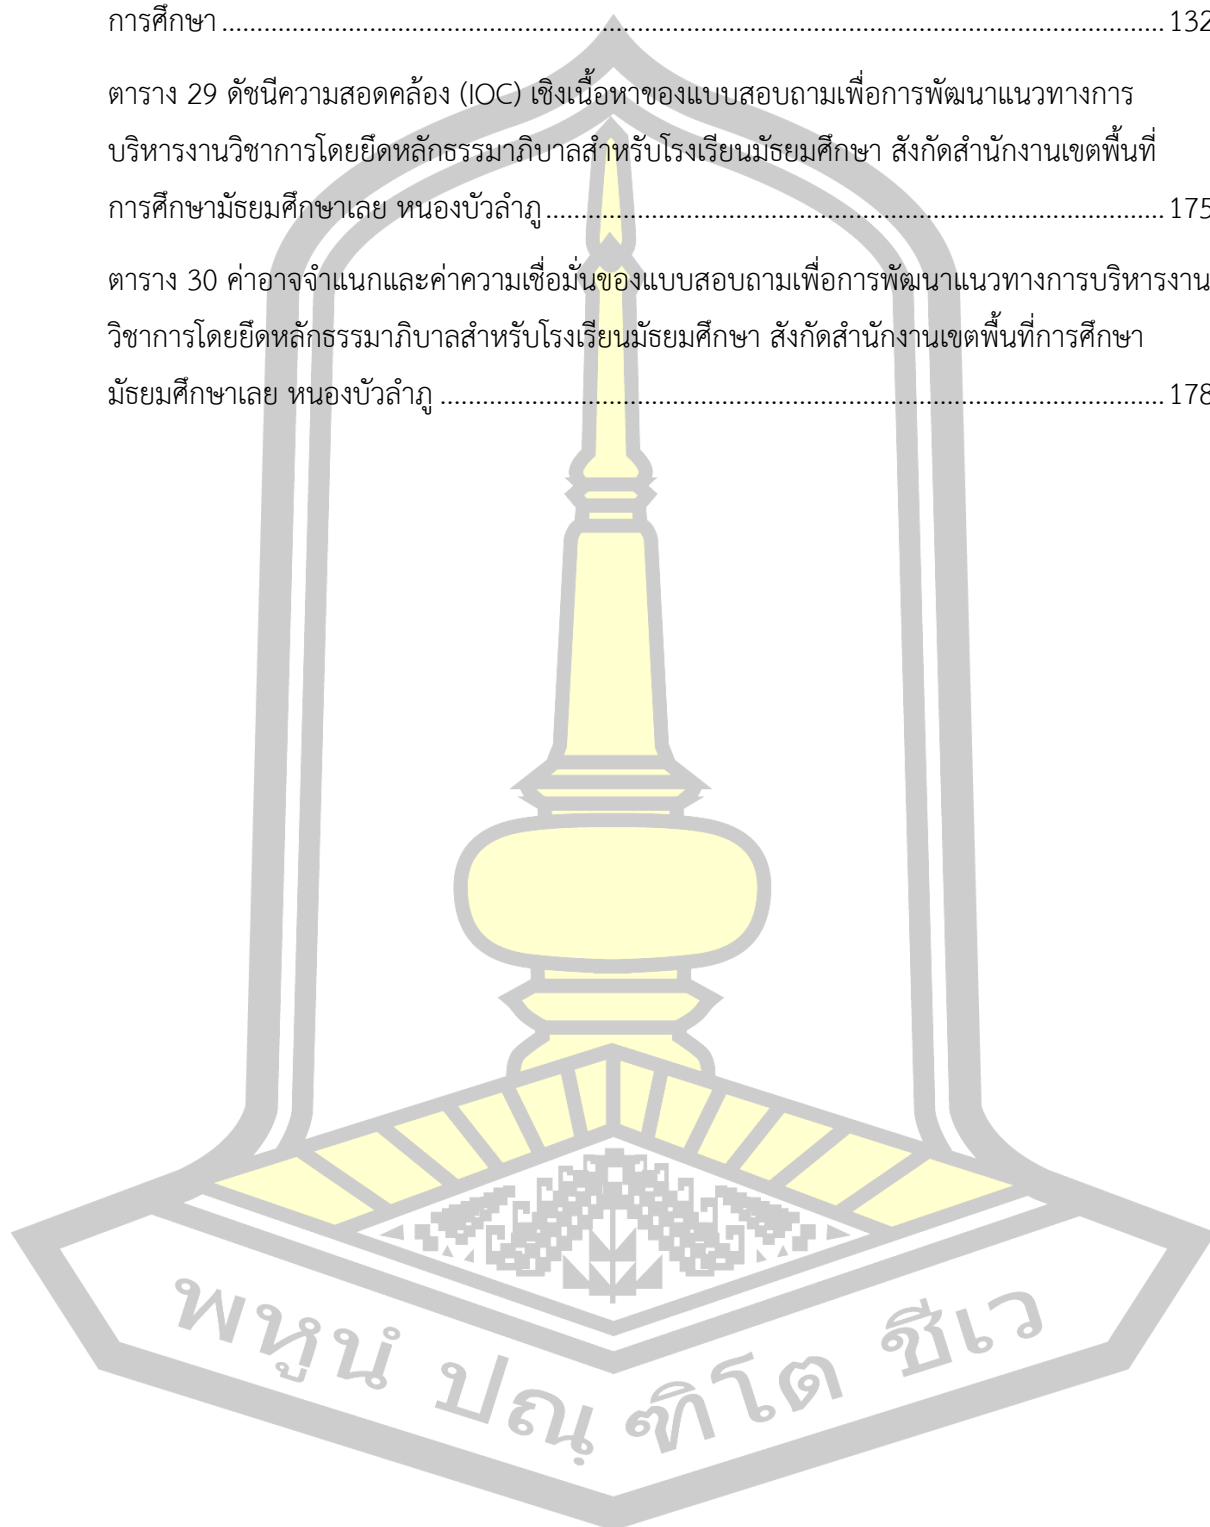 การศึกษา ........................................................................................................................ 132
ตาราง 29 ดัชนีความสอดคล้อง (IOC) เชิงเนื้อหาของแบบสอบถามเพื่อการพัฒนาแนวทางการ
บริหารงานวิชาการโดยยึดหลักธรรมาภิบาลสำหรับโรงเรียนมัธยมศึกษา สังกัดสำนักงานเขตพื้นที่
การศึกษามัธยมศึกษาเลย หนองบัวลำภู ............................................................................... 175
ตาราง 30 ค่าอาจจำแนกและค่าความเชื่อมั่นของแบบสอบถามเพื่อการพัฒนาแนวทางการบริหารงาน
วิชาการโดยยึดหลักธรรมาภิบาลสำหรับโรงเรียนมัธยมศึกษา สังกัดสำนักงานเขตพื้นที่การศึกษา
มัธยมศึกษาเลย หนองบัวลำภู ............................................................................................ 178
พหูนํ ปณฺฑิโต ชีเว